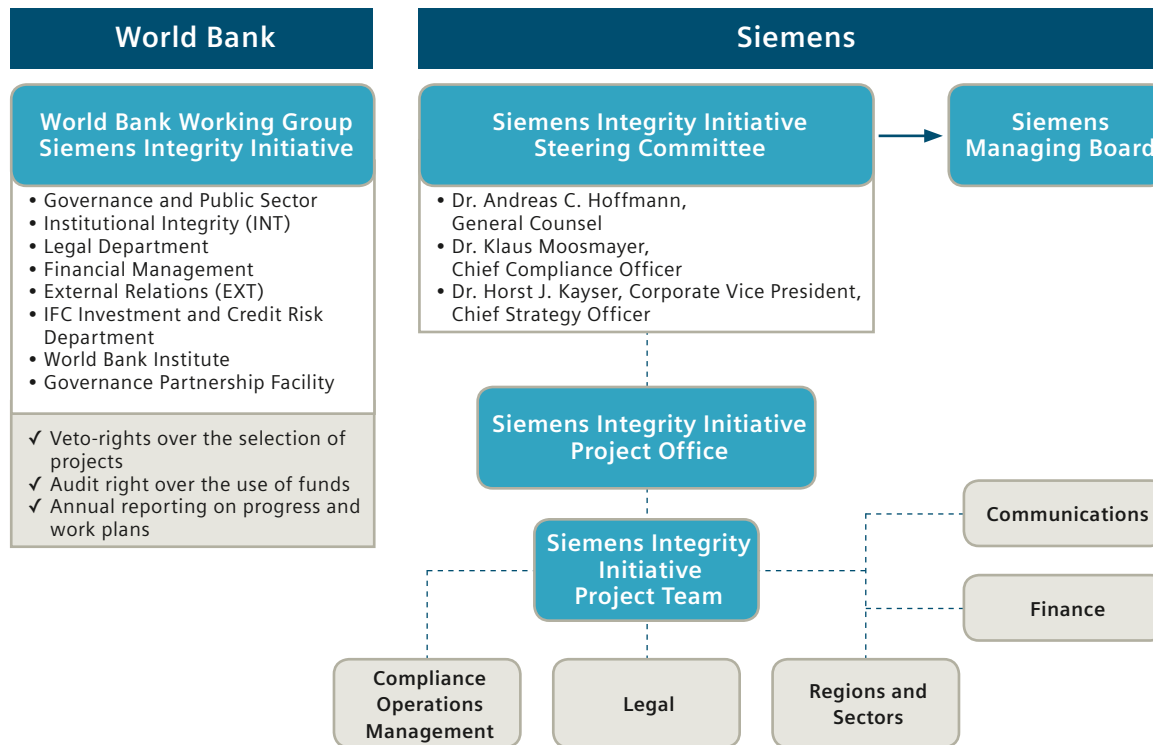 World Bank
World Bank Working Group
Siemens Integrity Initiative
• Governance and Public Sector
• Institutional Integrity (INT)
• Legal Department
• Financial Management
• External Relations (EXT)
• IFC Investment and Credit Risk
Department
• World Bank Institute
• Governance Partnership Facility
✓ Veto-rights over the selection of
projects
✓ Audit right over the use of funds
✓ Annual reporting on progress and
work plans
Siemens
Siemens Integrity Initiative
Steering Committee
• Dr. Andreas C. Hoffmann,
General Counsel
• Dr. Klaus Moosmayer,
Chief Compliance Officer
• Dr. Horst J. Kayser, Corporate Vice President,
Chief Strategy Officer
Siemens
Managing Board
Siemens Integrity Initiative
Project Office
Siemens Integrity
Initiative
Project Team
Communications
Finance
Compliance
Operations
Management
Legal
Regions and
Sectors